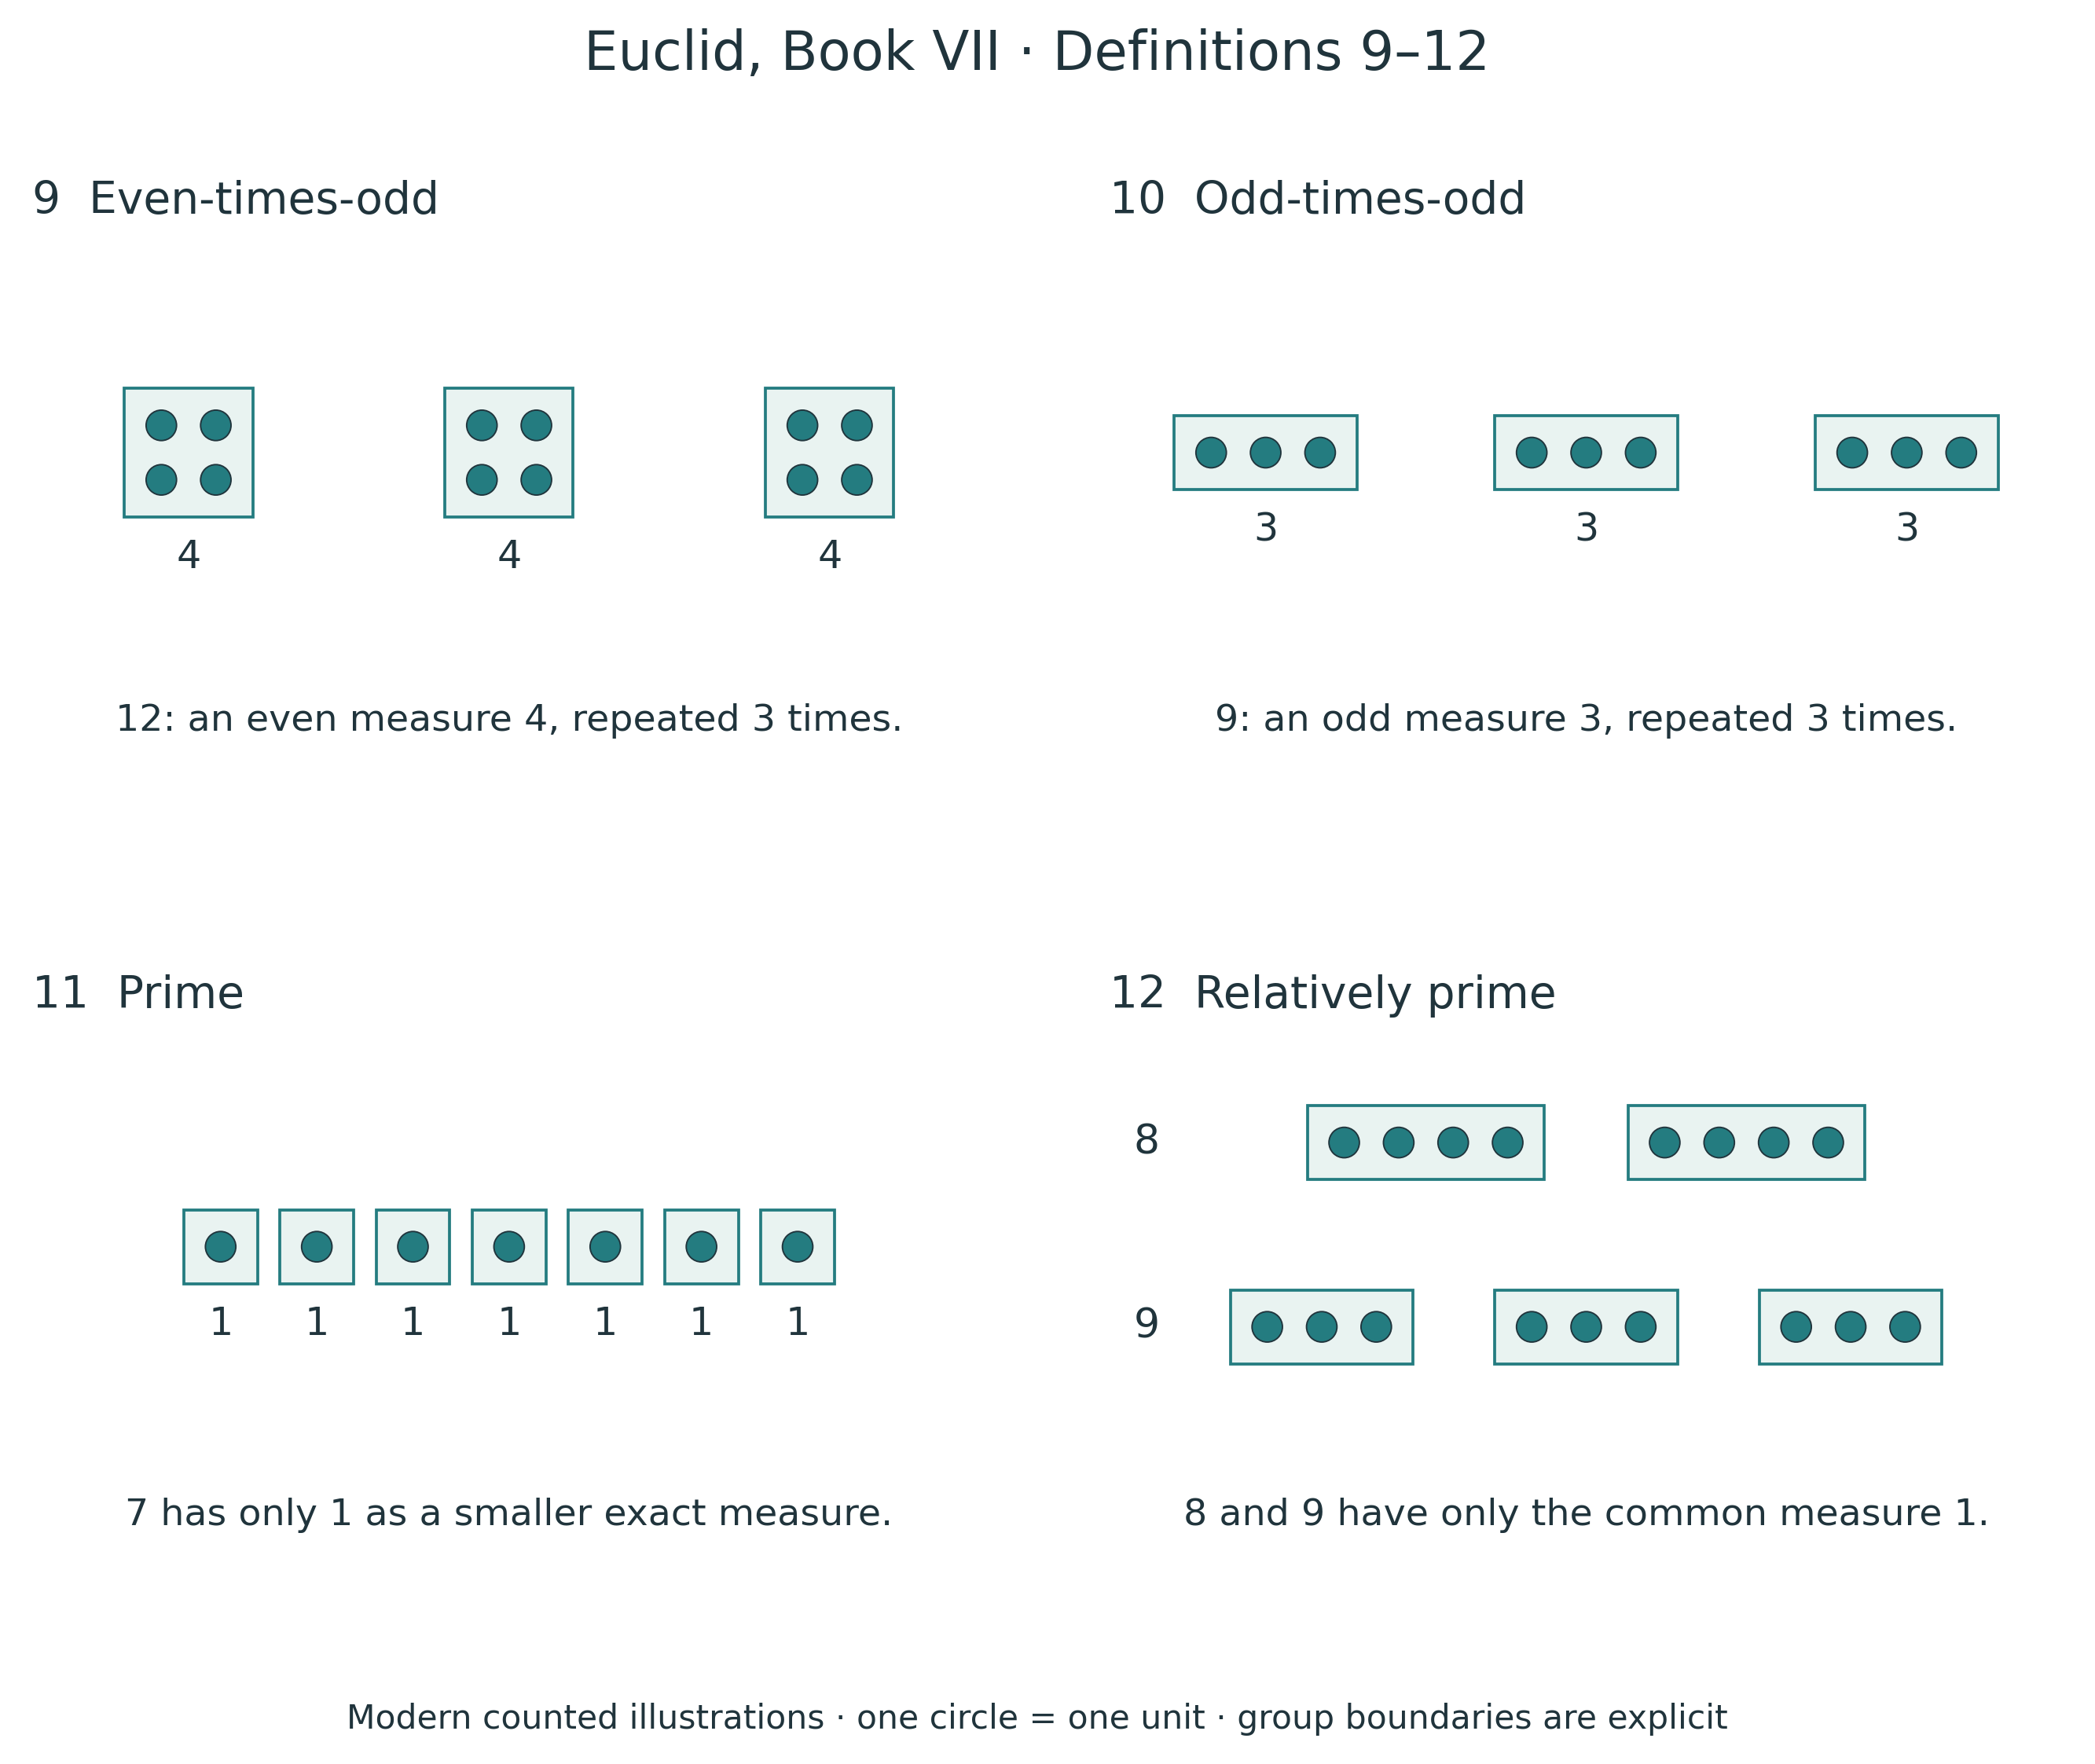 Euclid, Book VII · Definitions 9–12
9 Even-times-odd
4 4 4
12: an even measure 4, repeated 3 times.
10 Odd-times-odd
3 3 3
9: an odd measure 3, repeated 3 times.
11 Prime
1 1 1 1 1 1 1
7 has only 1 as a smaller exact measure.
12 Relatively prime
8
9
8 and 9 have only the common measure 1.
Modern counted illustrations · one circle = one unit · group boundaries are explicit